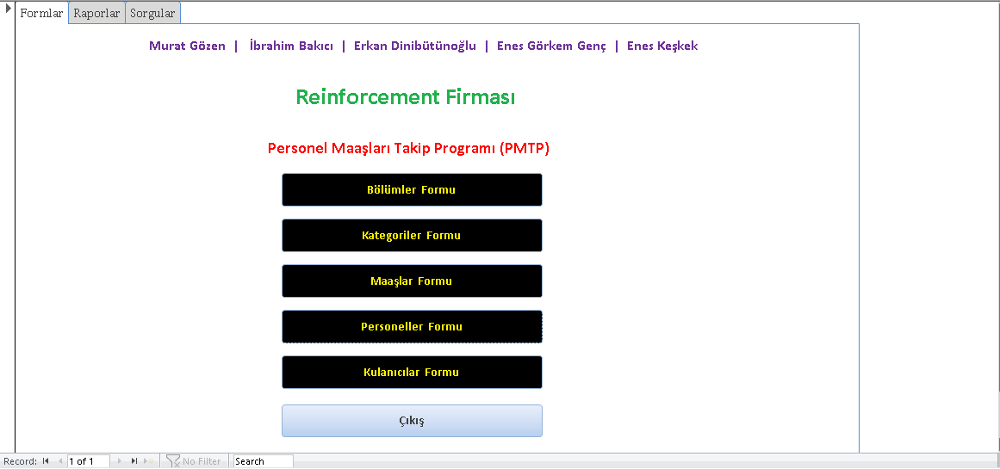 Formlar Raporlar Sorgular
Murat Gözen | İbrahim Bakıcı | Erkan Dinibütünoğlu | Enes Görkem Genç | Enes Keşkek
Reinforcement Firması
Personel Maaşları Takip Programı (PMTP)
Bölümler Formu
Kategoriler Formu
Maaşlar Formu
Personeller Formu
Kulanıcılar Formu
Çıkış
Record: 1 of 1 No Filter Search